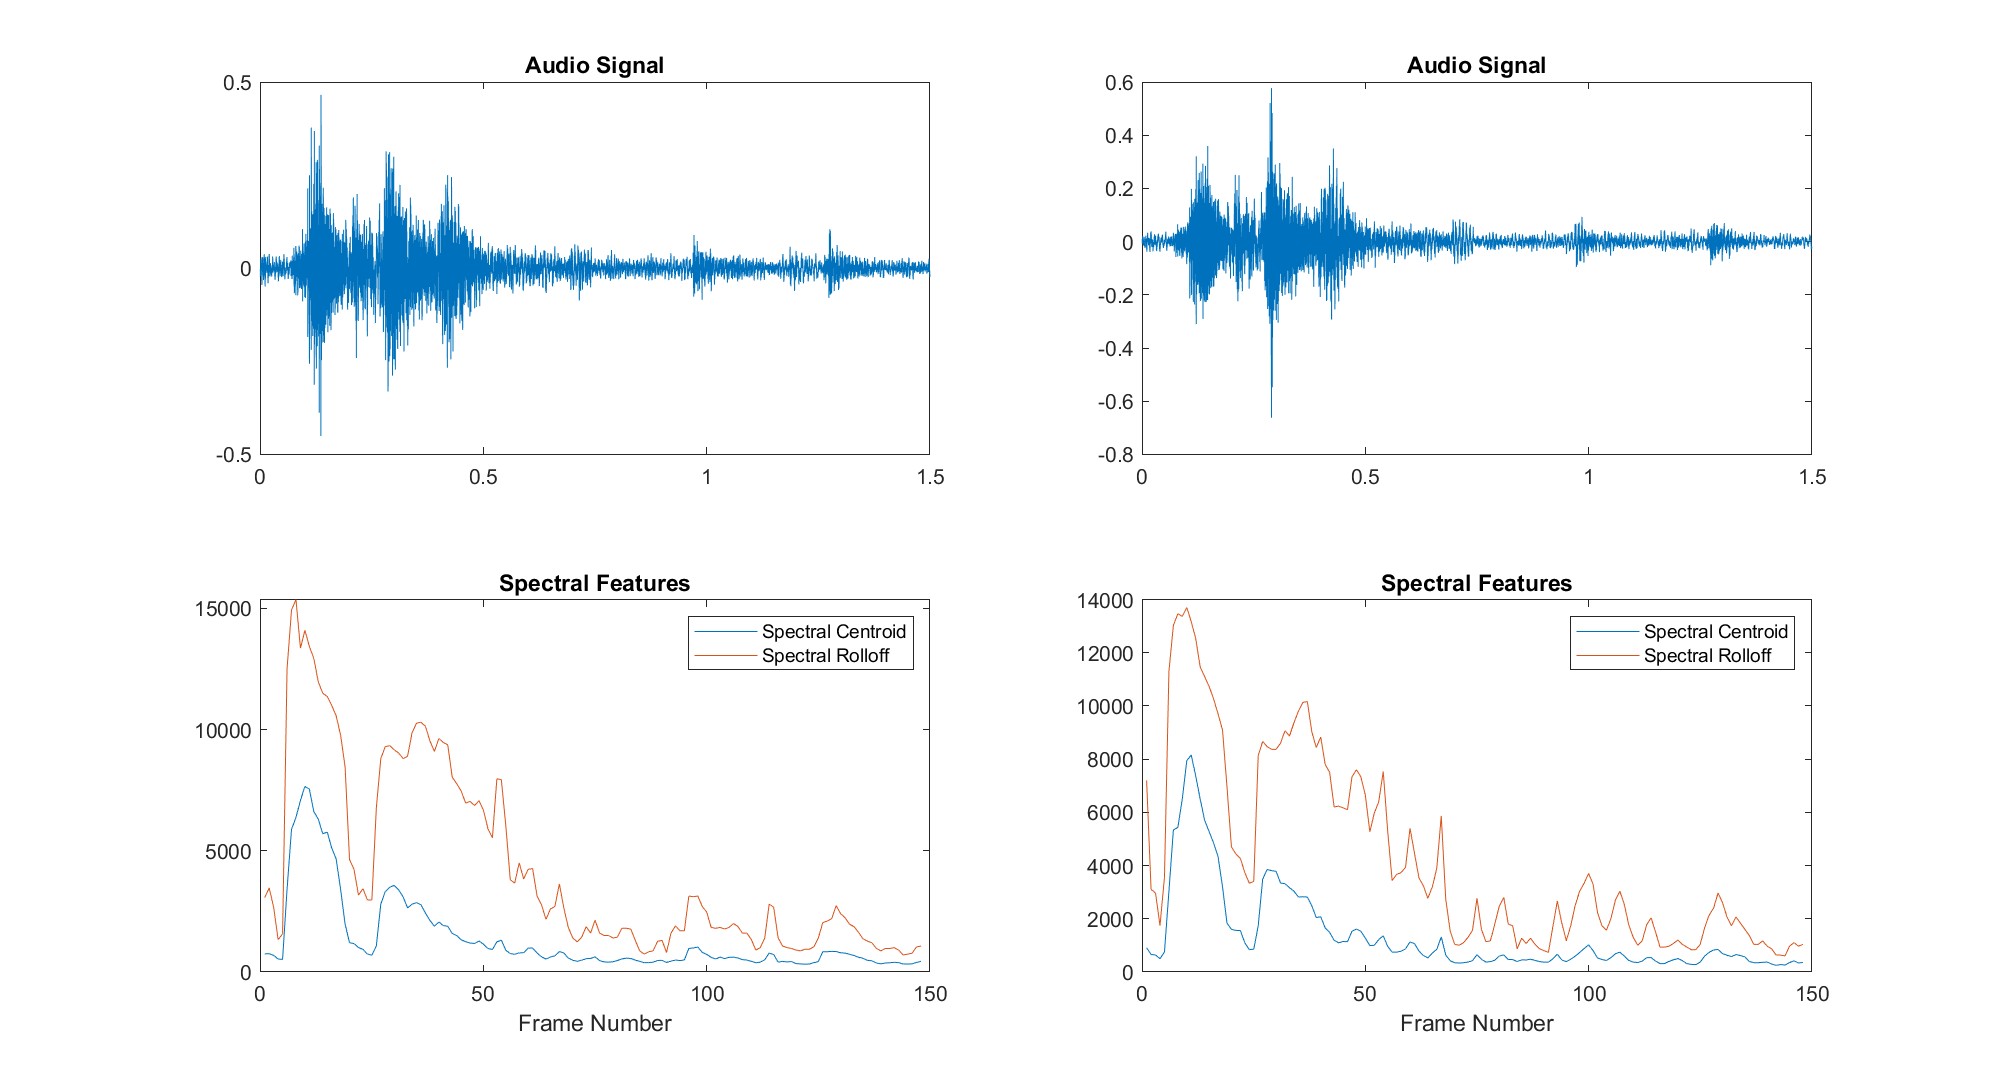 Audio Signal
0.5
0
-0.5
0 0.5 1 1.5
Audio Signal
0.6
0.4
0.2
0
-0.2
-0.4
-0.6
-0.8
0 0.5 1 1.5
Spectral Features
15000
10000
5000
0
Spectral Centroid
Spectral Rolloff
0 50 100 150
Frame Number
Spectral Features
14000
12000
10000
8000
6000
4000
2000
0
Spectral Centroid
Spectral Rolloff
0 50 100 150
Frame Number